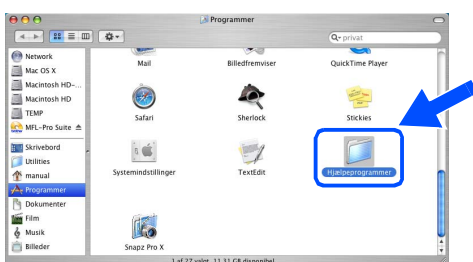 Programmer
privat
Network
Mac OS X
Macintosh HD-...
Macintosh HD
TEMP
MFL-Pro Suite
Skrivebord
Utilities
manual
Programmer
Dokumenter
Film
Musik
Billeder
Mail
Billedfremviser
QuickTime Player
Safari
Sherlock
Stickies
Systemindstillinger
TextEdit
Hjælpeprogrammer
Snapz Pro X
1 af 27 valgt, 11,31 GB disponibel